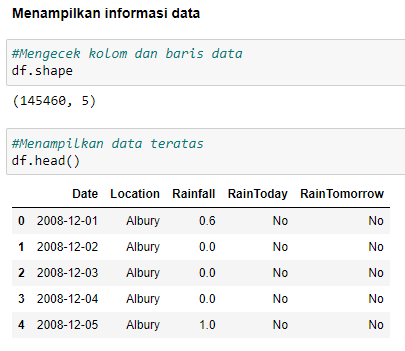 Menampilkan informasi data
#Mengecek kolom dan baris data
df.shape
(145460, 5)
#Menampilkan data teratas
df.head()
Date Location Rainfall RainToday RainTomorrow
0 2008-12-01 Albury 0.6 No No
1 2008-12-02 Albury 0.0 No No
2 2008-12-03 Albury 0.0 No No
3 2008-12-04 Albury 0.0 No No
4 2008-12-05 Albury 1.0 No No